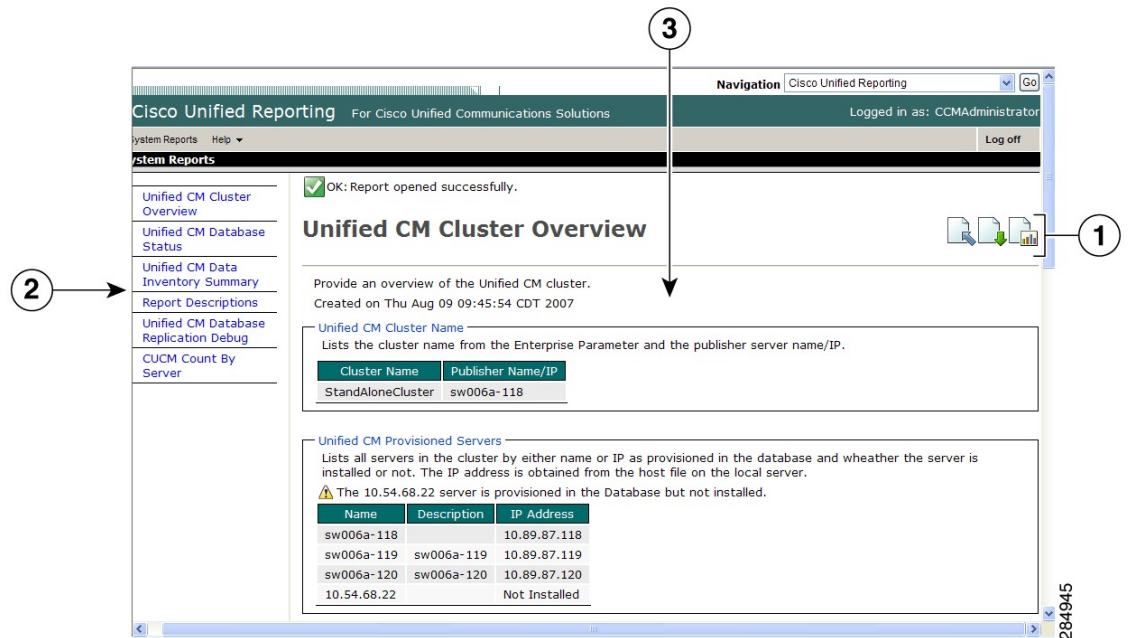 3
Navigation Cisco Unified Reporting Go
Cisco Unified Reporting For Cisco Unified Communications Solutions
Logged in as: CCMAdministrator
ystem Reports Help
Log off
ystem Reports
OK: Report opened successfully.
Unified CM Cluster
Overview
Unified CM Database
Status
Unified CM Data
Inventory Summary
Report Descriptions
Unified CM Database
Replication Debug
CUCM Count By
Server
2
Unified CM Cluster Overview
1
Provide an overview of the Unified CM cluster.
Created on Thu Aug 09 09:45:54 CDT 2007
Unified CM Cluster Name
Lists the cluster name from the Enterprise Parameter and the publisher server name/IP.
Cluster Name Publisher Name/IP
StandAloneCluster sw006a-118
Unified CM Provisioned Servers
Lists all servers in the cluster by either name or IP as provisioned in the database and wheather the server is
installed or not. The IP address is obtained from the host file on the local server.
The 10.54.68.22 server is provisioned in the Database but not installed.
Name Description IP Address
sw006a-118 10.89.87.118
sw006a-119 sw006a-119 10.89.87.119
sw006a-120 sw006a-120 10.89.87.120
10.54.68.22 Not Installed
284945